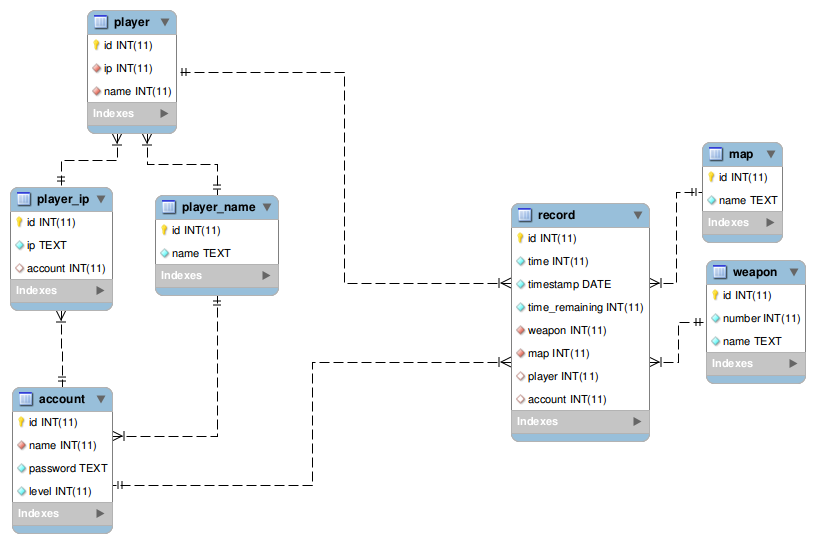 player
id INT(11)
ip INT(11)
name INT(11)
Indexes
player_ip
id INT(11)
ip TEXT
account INT(11)
Indexes
player_name
id INT(11)
name TEXT
Indexes
account
id INT(11)
name INT(11)
password TEXT
level INT(11)
Indexes
record
id INT(11)
time INT(11)
timestamp DATE
time_remaining INT(11)
weapon INT(11)
map INT(11)
player INT(11)
account INT(11)
Indexes
map
id INT(11)
name TEXT
Indexes
weapon
id INT(11)
number INT(11)
name TEXT
Indexes